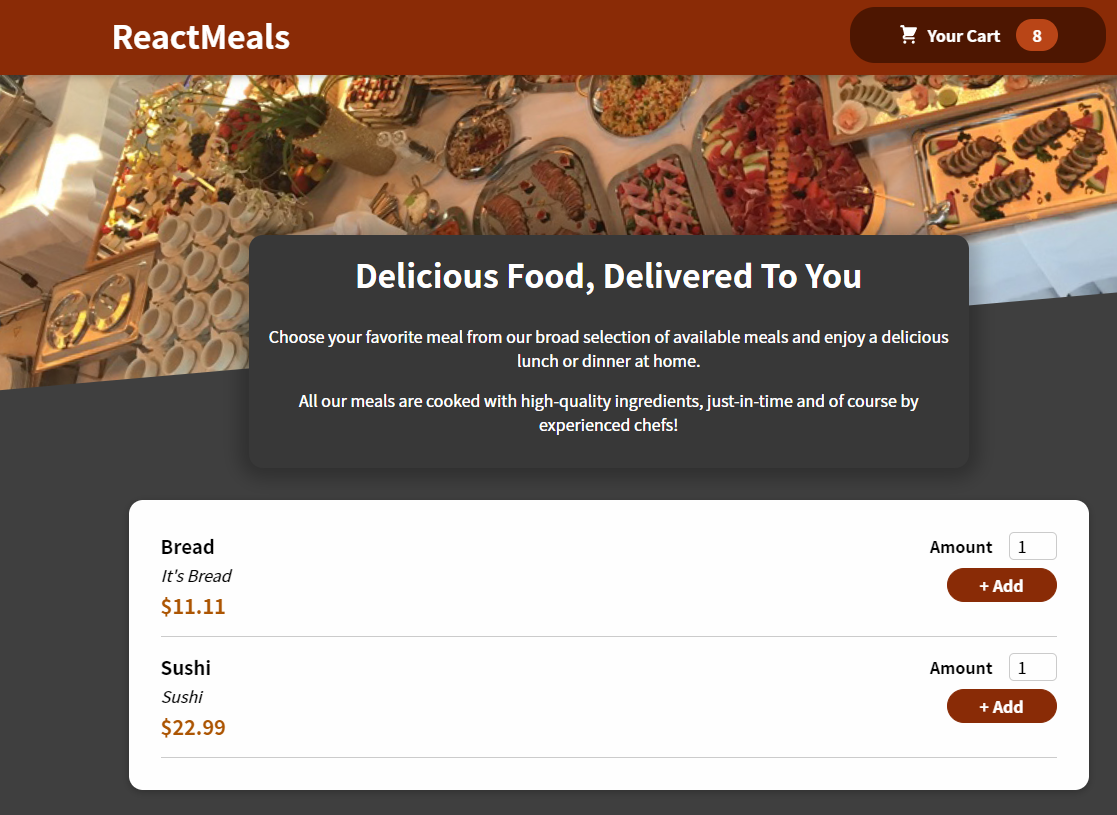 ReactMeals
Your Cart 8
Delicious Food, Delivered To You
Choose your favorite meal from our broad selection of available meals and enjoy a delicious
lunch or dinner at home.
All our meals are cooked with high-quality ingredients, just-in-time and of course by
experienced chefs!
Bread
It's Bread
$11.11
Amount 1
+ Add
Sushi
Sushi
$22.99
Amount 1
+ Add